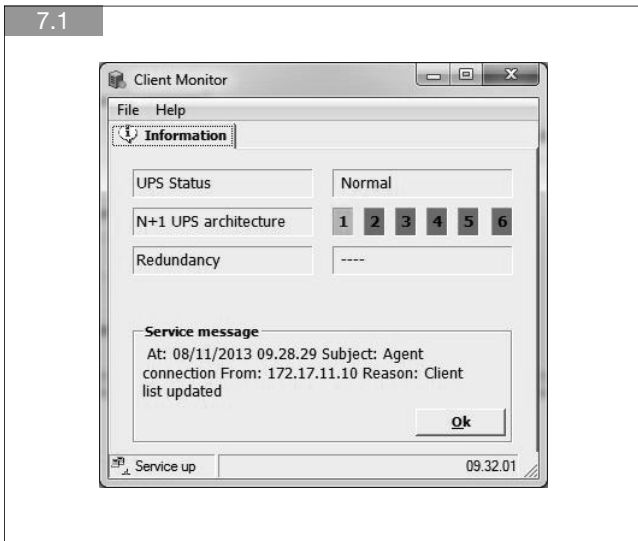 7.1
Client Monitor
File Help
Information
UPS Status Normal
N+1 UPS architecture 1 2 3 4 5 6
Redundancy ----
Service message
At: 08/11/2013 09.28.29 Subject: Agent
connection From: 172.17.11.10 Reason: Client
list updated
Ok
Service up 09.32.01